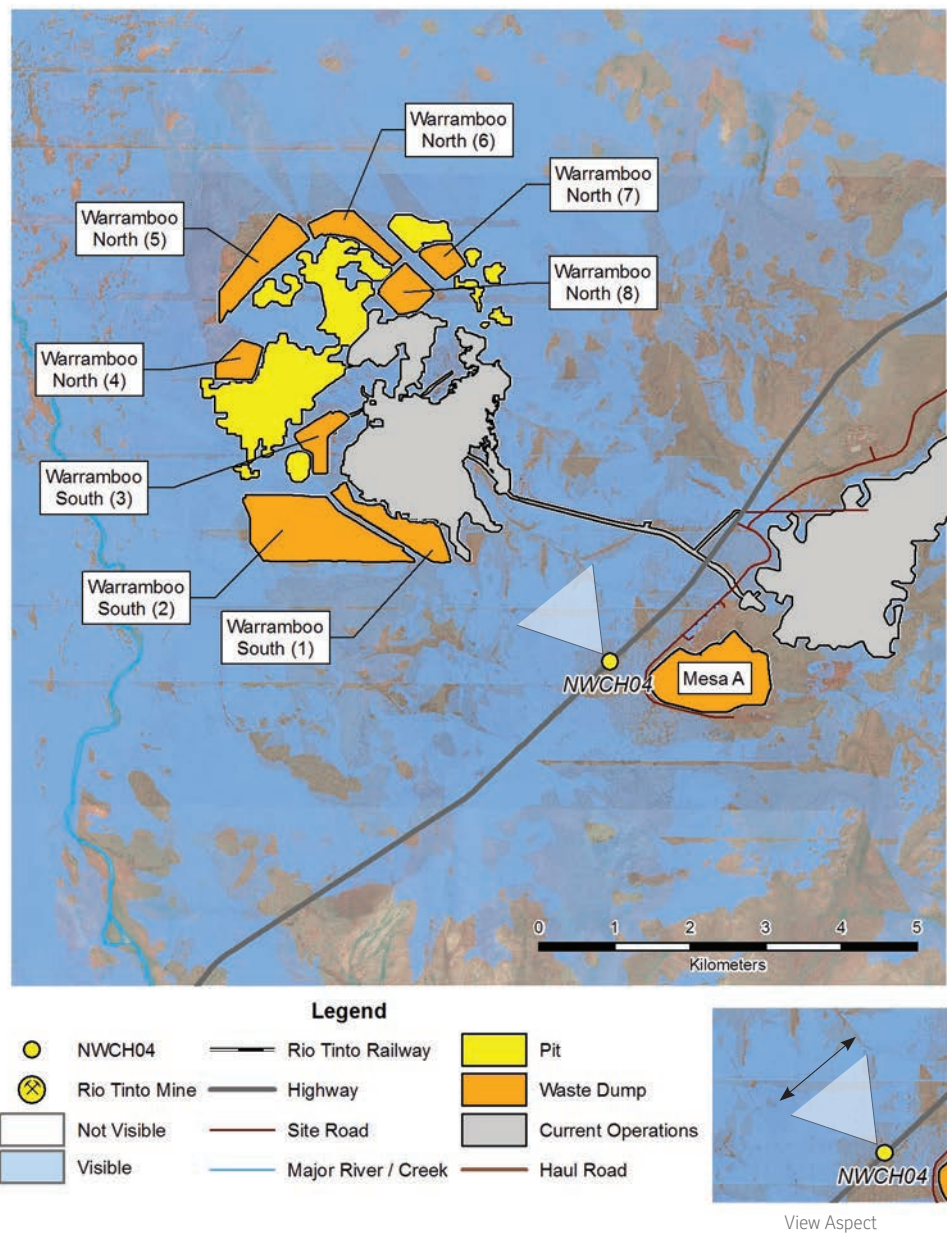 Warramboo
North (6)
Warramboo
North (7)
Warramboo
North (5)
Warramboo
North (8)
Warramboo
North (4)
Warramboo
South (3)
Warramboo
South (2)
Warramboo
South (1)
NWCH04
Mesa A
0 1 2 3 4 5
Kilometers
Legend
NWCH04
Rio Tinto Mine
Not Visible
Visible
Rio Tinto Railway
Highway
Site Road
Major River / Creek
Pit
Waste Dump
Current Operations
Haul Road
NWCH04
View Aspect